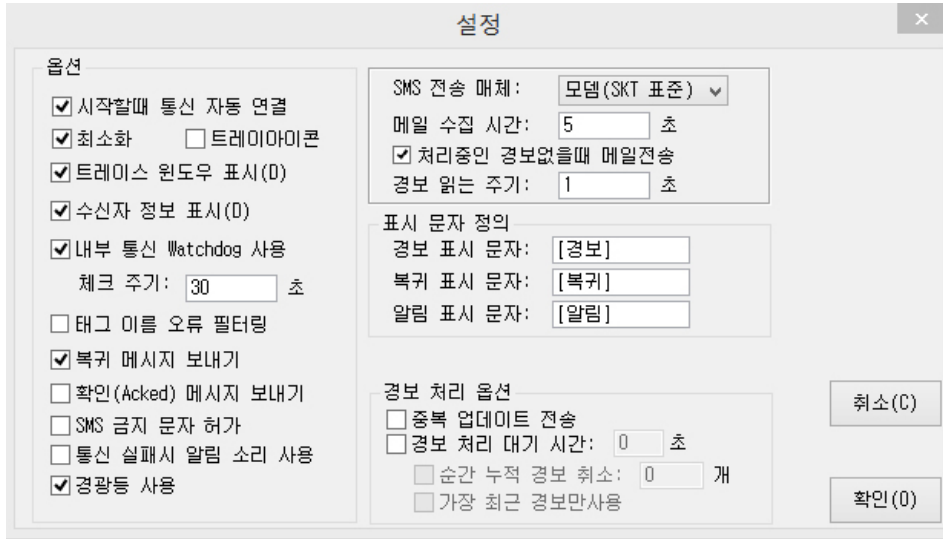 설정
옵션
시작할때 통신 자동 연결
최소화 트레이아이콘
트레이스 윈도우 표시(D)
수신자 정보 표시(D)
내부 통신 Watchdog 사용
체크 주기: 30 초
태그 이름 오류 필터링
복귀 메시지 보내기
확인(Acked) 메시지 보내기
SMS 금지 문자 허가
통신 실패시 알림 소리 사용
경광등 사용
SMS 전송 매체: 모뎀(SKT 표준)
메일 수집 시간: 5 초
처리중인 경보없을때 메일전송
경보 읽는 주기: 1 초
표시 문자 정의
경보 표시 문자: [경보]
복귀 표시 문자: [복귀]
알림 표시 문자: [알림]
경보 처리 옵션
중복 업데이트 전송
경보 처리 대기 시간: 0 초
순간 누적 경보 취소: 0 개
가장 최근 경보만사용
취소(C)
확인(O)